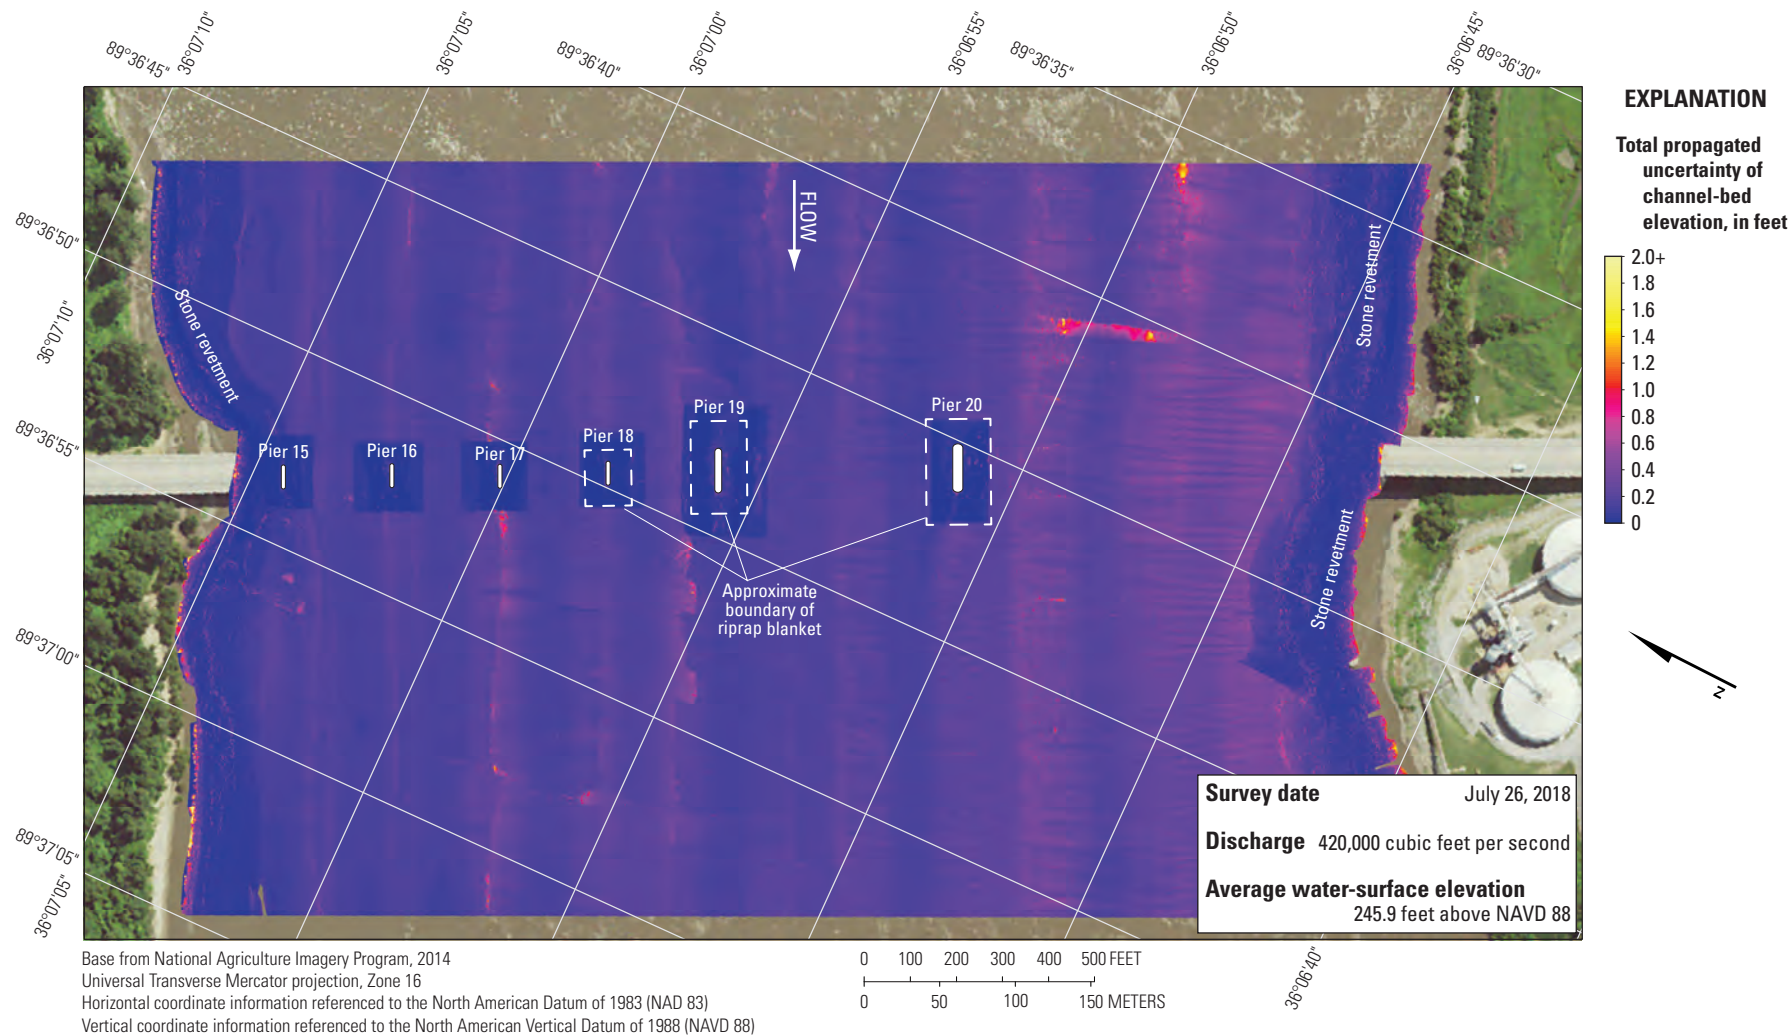 89°36'45"
36°07'10"
36°07'05"
89°36'40"
36°07'00"
36°06'55"
89°36'35"
36°06'50"
36°06'45"
89°36'30"
EXPLANATION
Total propagated
uncertainty of
channel-bed
elevation, in feet
2.0+
1.8
1.6
1.4
1.2
1.0
0.8
0.6
0.4
0.2
0
89°36'50"
36°07'10"
89°36'55"
89°37'00"
89°37'05"
36°07'05"
FLOW
Stone revetment
Stone revetment
Stone revetment
Pier 15
Pier 16
Pier 17
Pier 18
Pier 19
Pier 20
Approximate
boundary of
riprap blanket
N
Survey date July 26, 2018
Discharge 420,000 cubic feet per second
Average water-surface elevation
245.9 feet above NAVD 88
36°06'40"
Base from National Agriculture Imagery Program, 2014
Universal Transverse Mercator projection, Zone 16
Horizontal coordinate information referenced to the North American Datum of 1983 (NAD 83)
Vertical coordinate information referenced to the North American Vertical Datum of 1988 (NAVD 88)
0 100 200 300 400 500 FEET
0 50 100 150 METERS